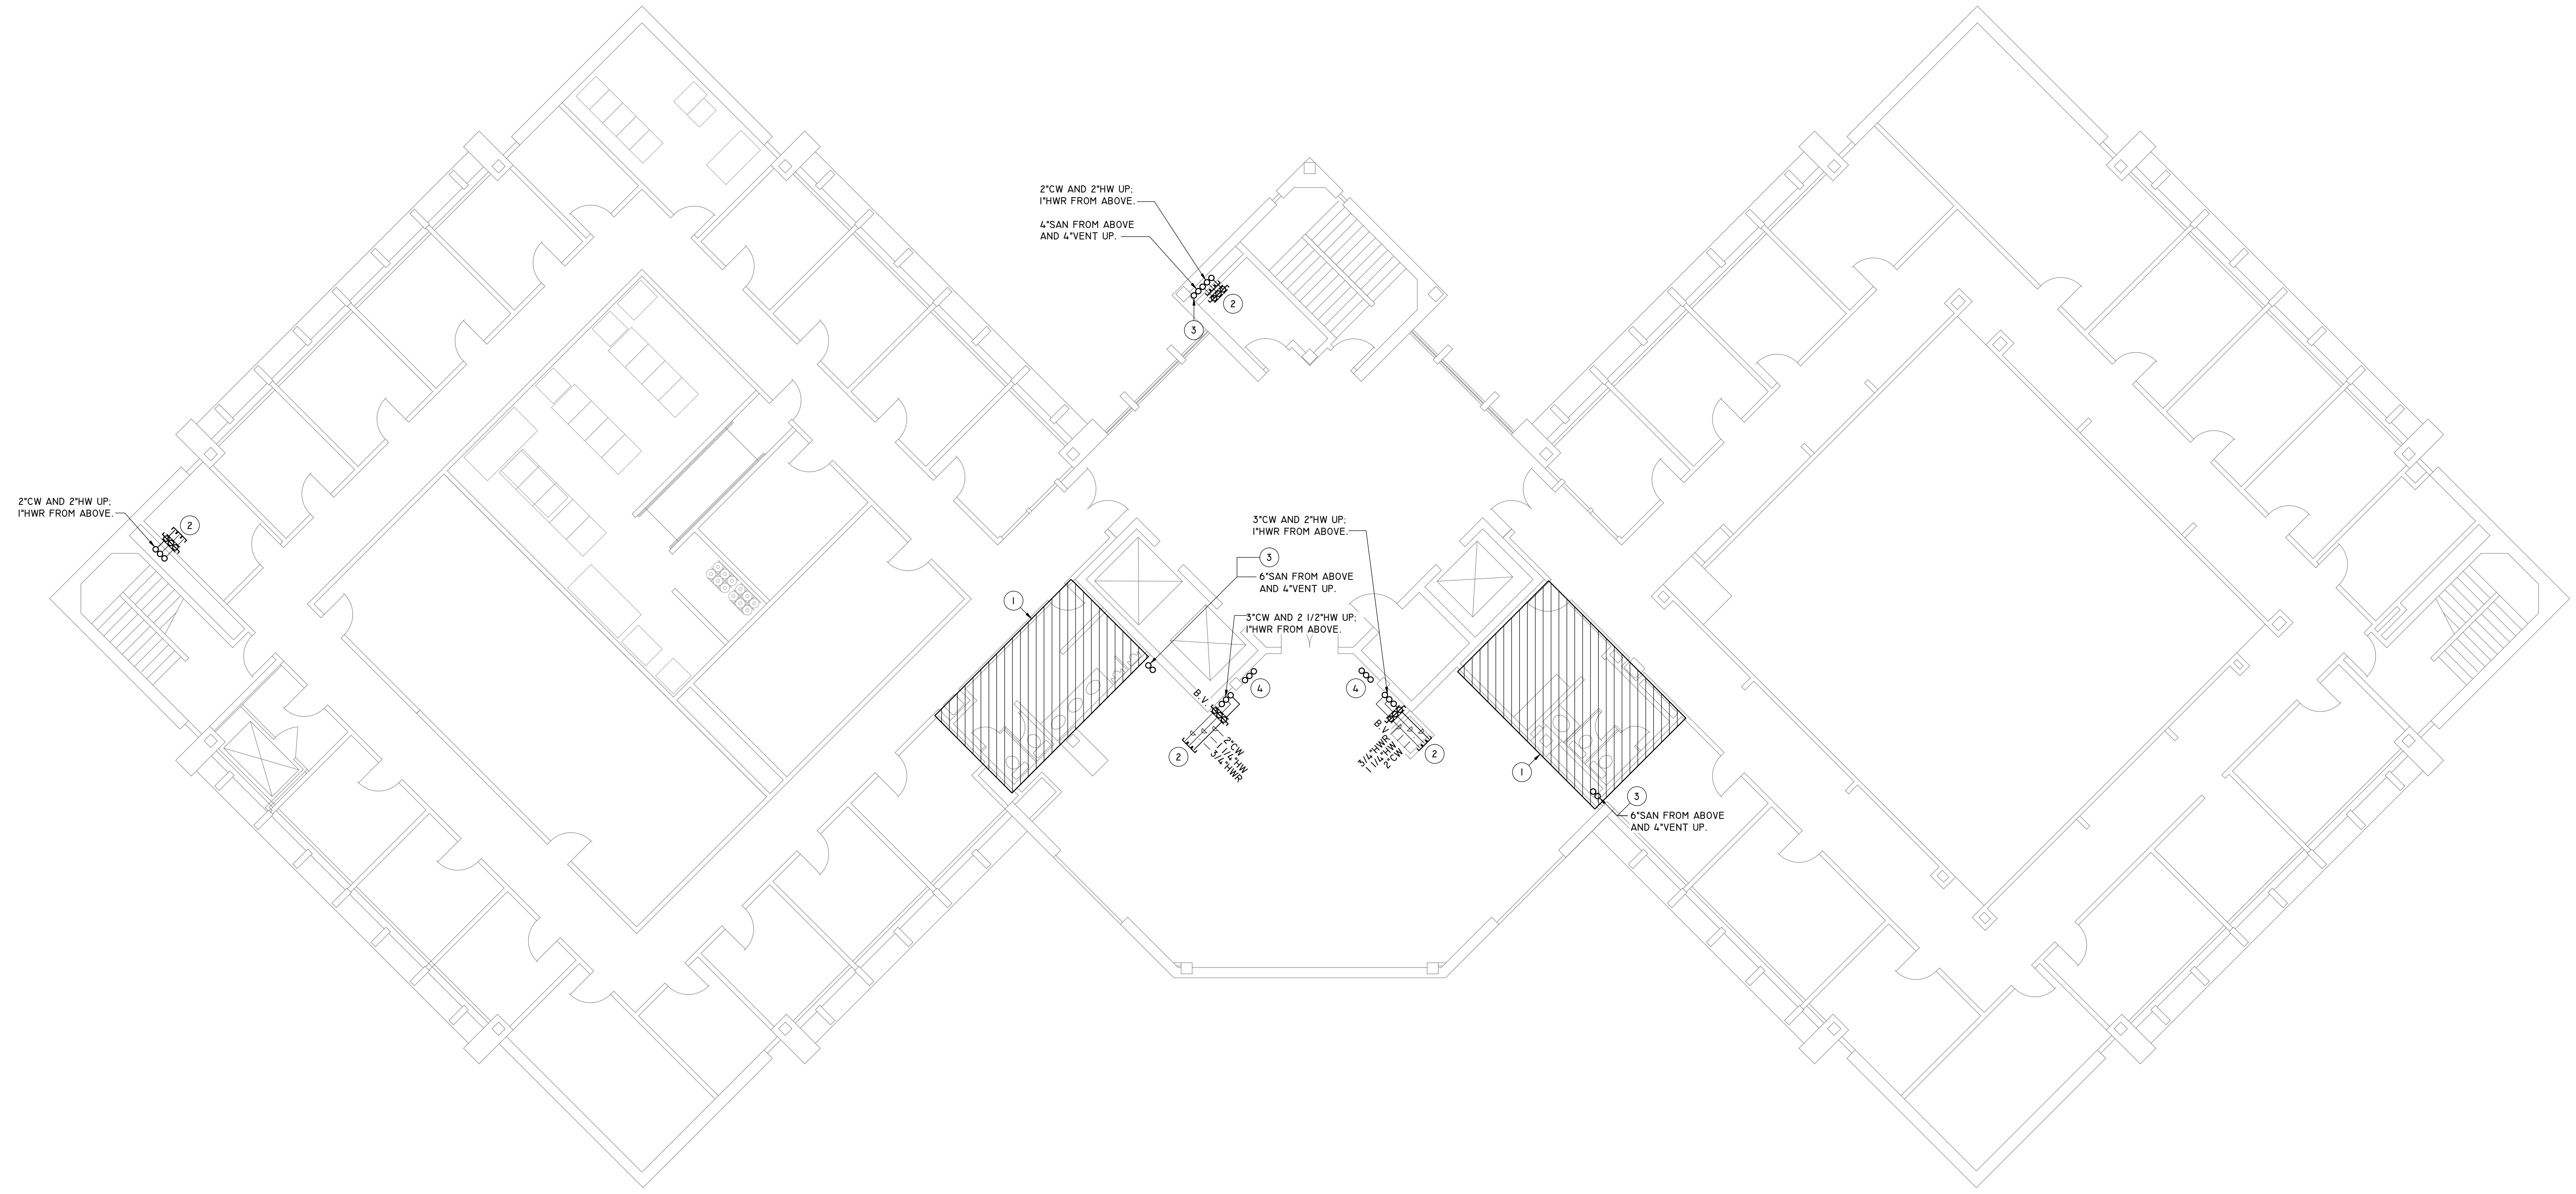 2"CW AND 2"HW UP;
1"HWR FROM ABOVE.
4"SAN FROM ABOVE
AND 4"VENT UP.
2
3
2"CW AND 2"HW UP;
1"HWR FROM ABOVE.
2
3"CW AND 2"HW UP;
1"HWR FROM ABOVE.
3
6"SAN FROM ABOVE
AND 4"VENT UP.
1
3"CW AND 2 1/2"HW UP;
1"HWR FROM ABOVE.
B.V.
4
4
B.V.
2"CW
1 1/4"HW
3/4"HWR
2
3/4"HWR
1 1/4"HW
2"CW
2
1
3
6"SAN FROM ABOVE
AND 4"VENT UP.